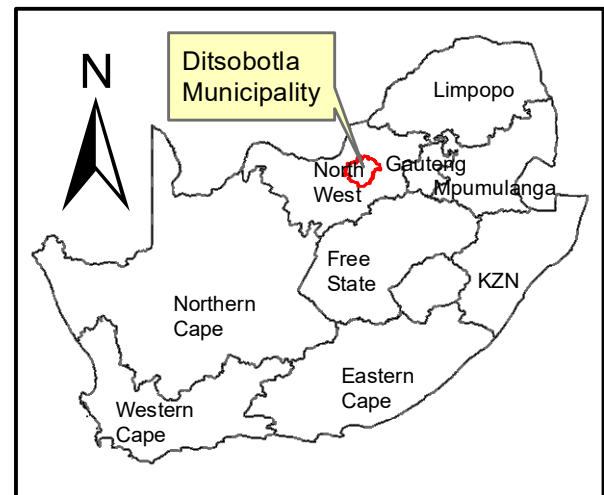 N
Ditsobotla
Municipality
Limpopo
North
West
Gauteng
Mpumulanga
Free
State
KZN
Northern
Cape
Eastern
Cape
Western
Cape